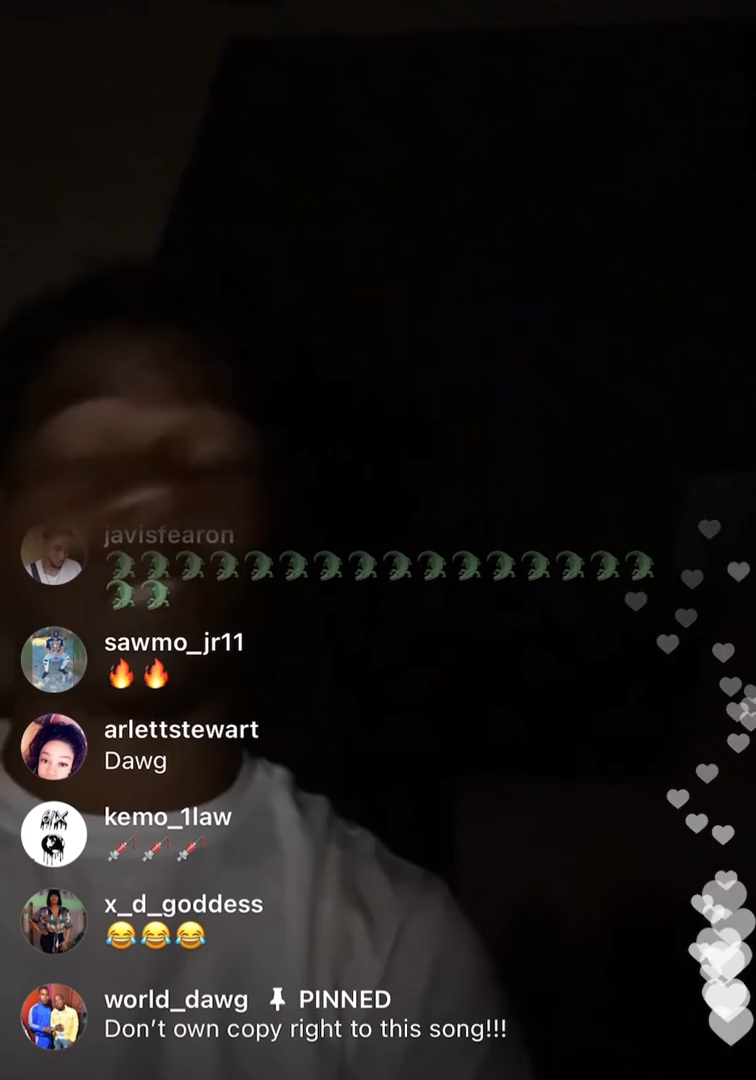 javisfearon
🐊🐊🐊🐊🐊🐊🐊🐊🐊🐊🐊🐊🐊🐊🐊🐊
🐊🐊
sawmo_jr11
🔥🔥
arlettstewart
Dawg
kemo_1law
💉💉💉
x_d_goddess
😂😂😂
world_dawg 📌 PINNED
Don’t own copy right to this song!!!